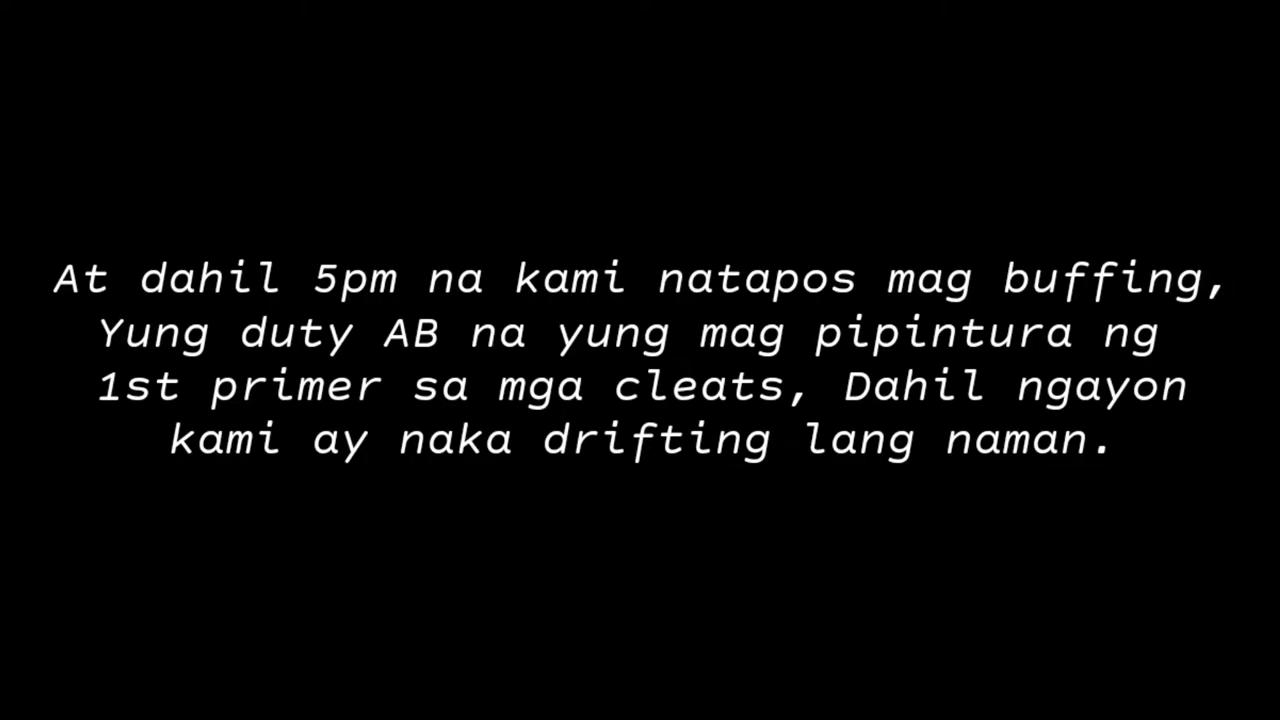 At dahil 5pm na kami natapos mag buffing,
Yung duty AB na yung mag pipintura ng
1st primer sa mga cleats, Dahil ngayon
kami ay naka drifting lang naman.